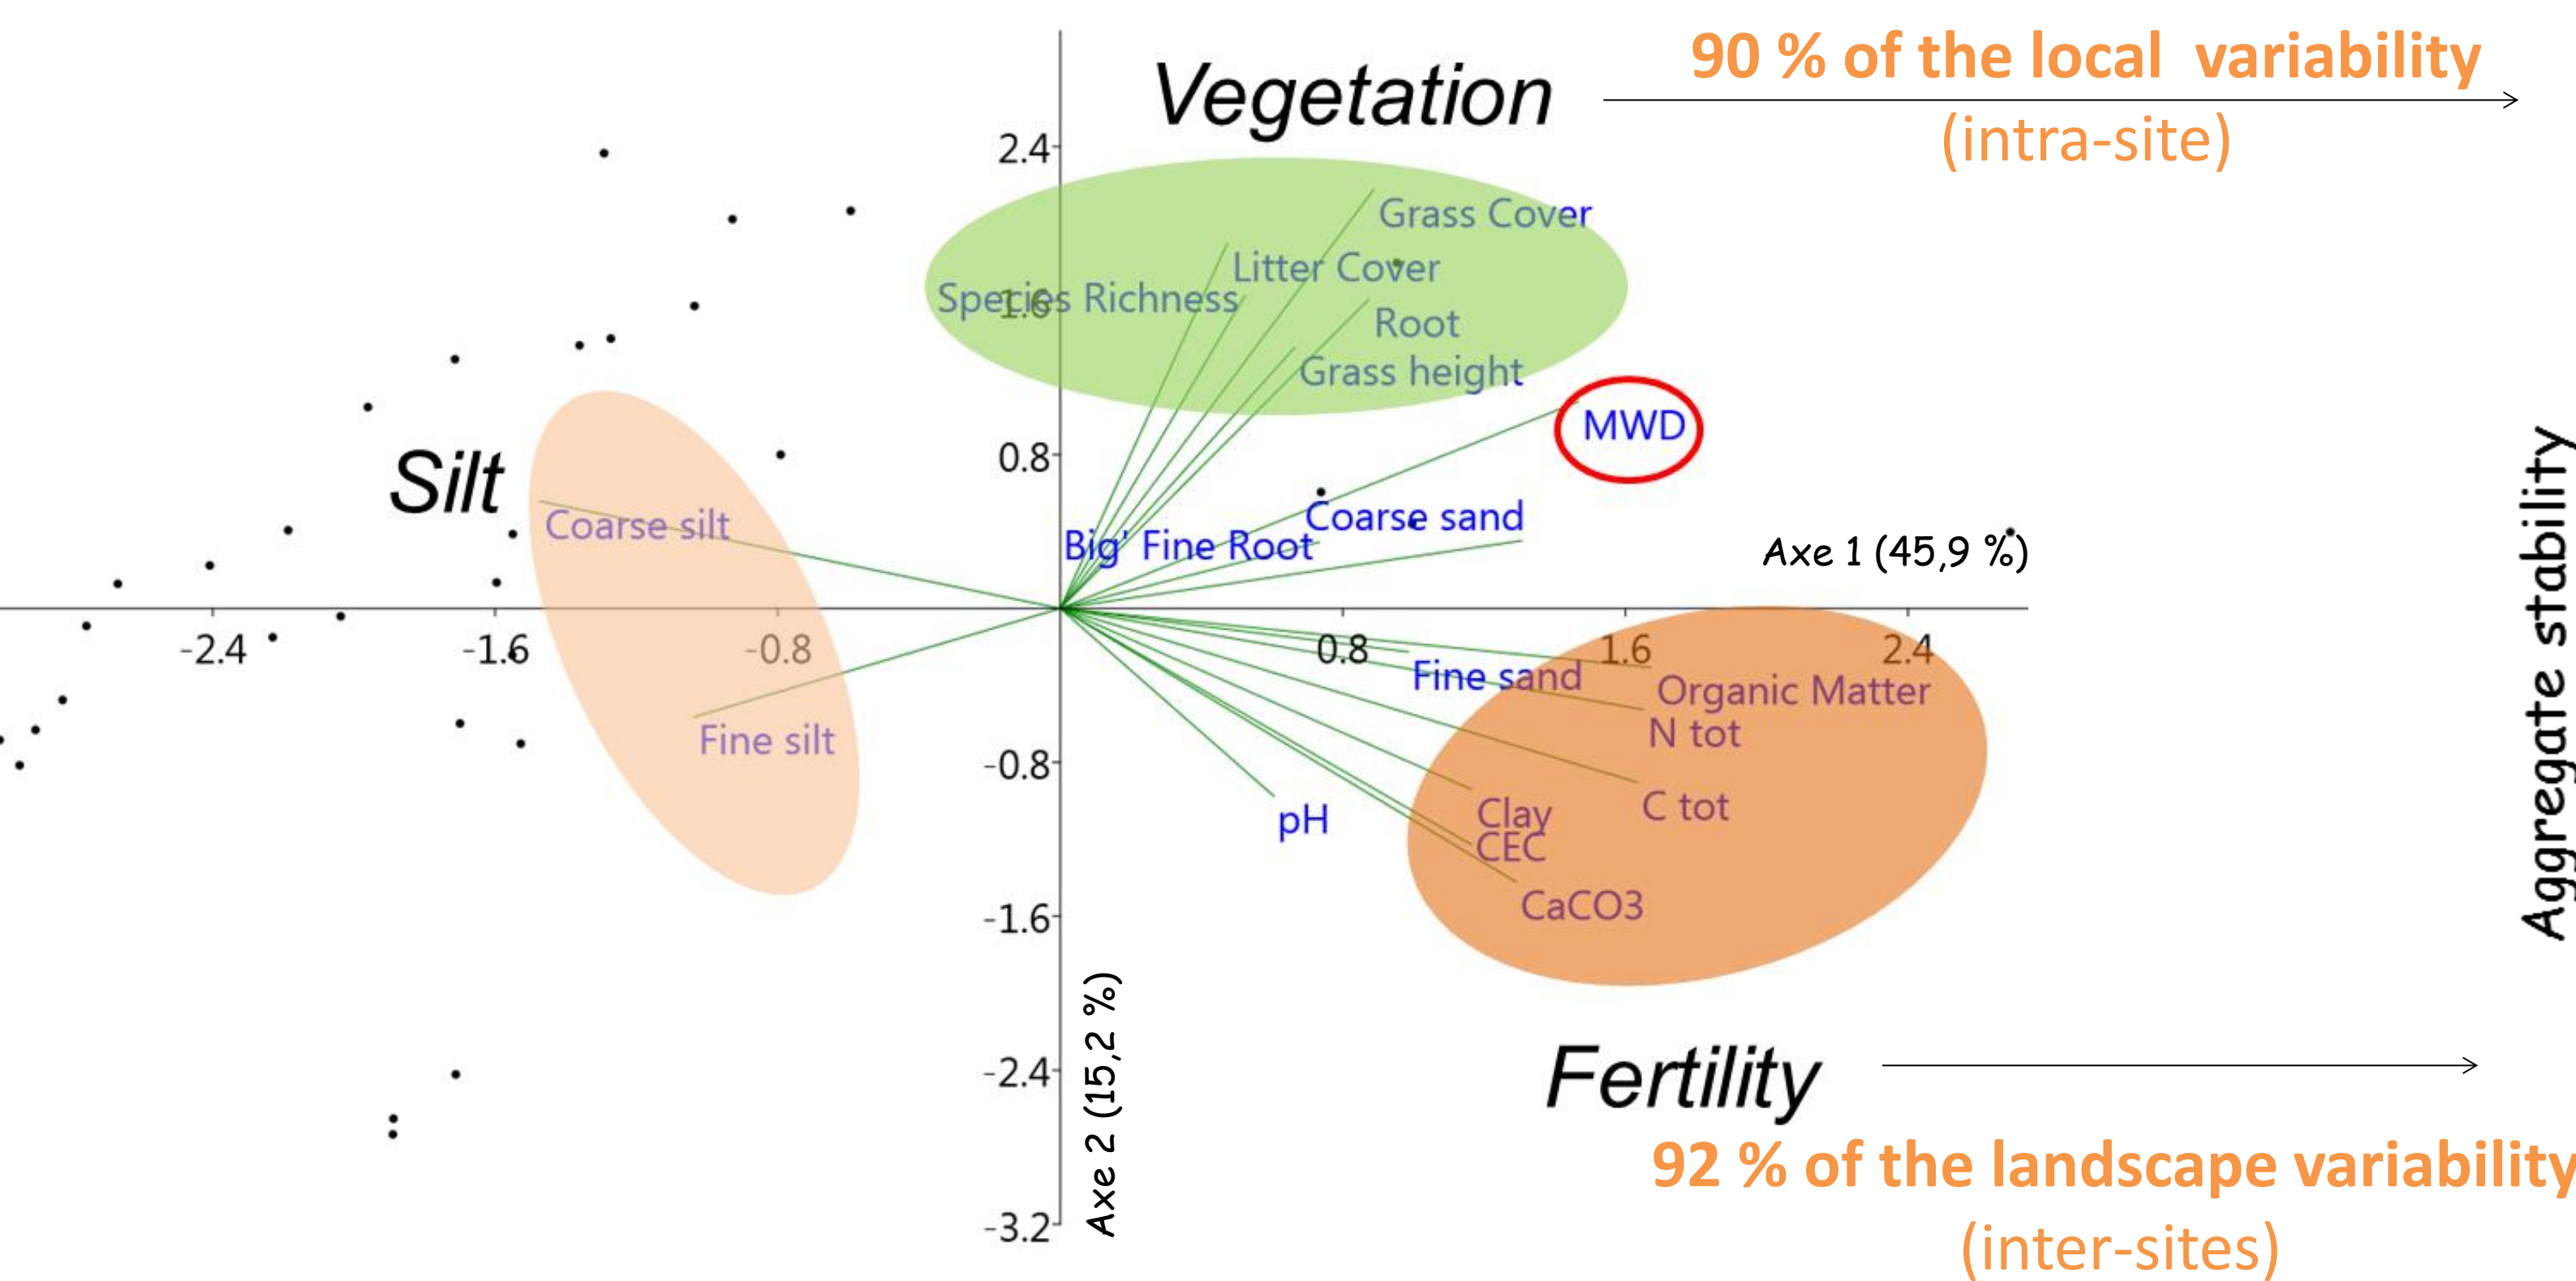 90 % of the local variability
(intra-site)
Vegetation
2.4
Grass Cover
Litter Cover
Species Richness
1.6
Root
Grass height
MWD
0.8
Silt
Coarse silt
Coarse sand
Big' Fine Root
Axe 1 (45,9 %)
-2.4
-1.6
-0.8
0.8
1.6
2.4
Fine sand
Organic Matter
N tot
Fine silt
-0.8
C tot
Clay
pH
CEC
CaCO3
-1.6
Aggregate stability
-2.4
Axe 2 (15,2 %)
Fertility
92 % of the landscape variability
-3.2
(inter-sites)